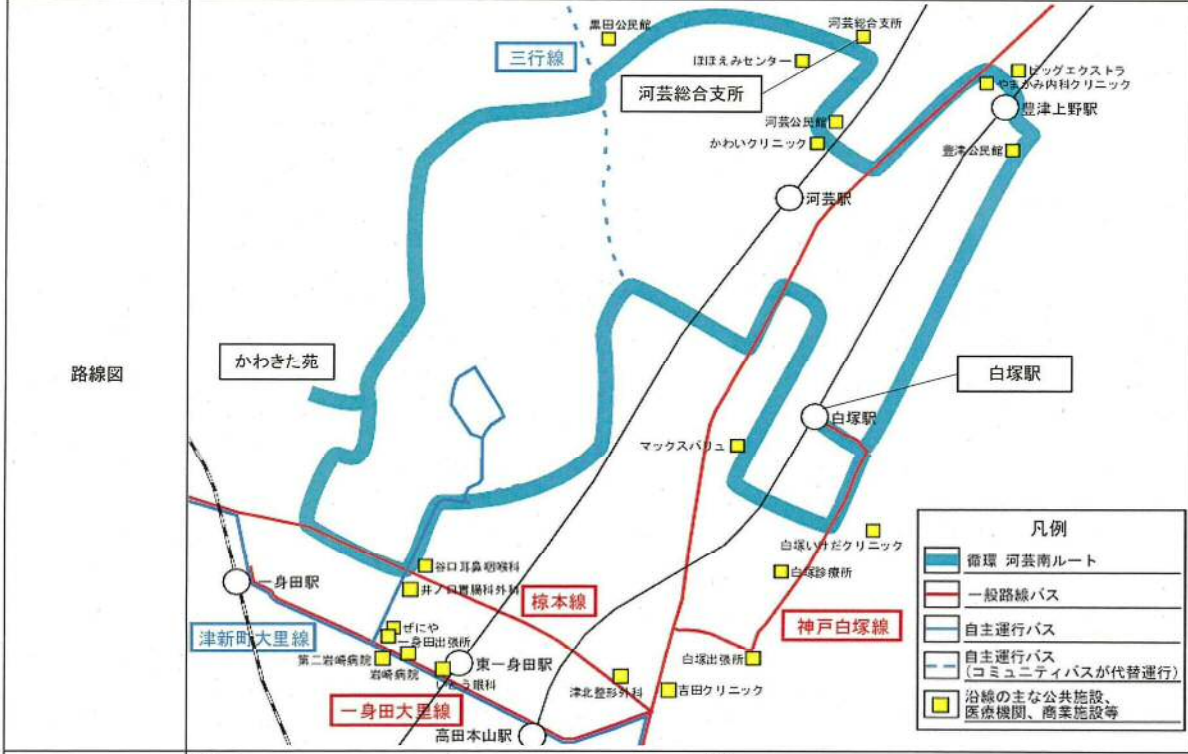 路線図
黒田公民館
河芸総合支所
三行線
ほほえみセンター
河芸総合支所
ビッグエクストラ
やまかみ内科クリニック
豊津上野駅
河芸公民館
かわいクリニック
豊津公民館
河芸駅
かわきた苑
白塚駅
白塚駅
マックスバリュ
白塚いけだクリニック
谷口耳鼻咽喉科
白塚診療所
一身田駅
井ノ口胃腸科外科
椋本線
神戸白塚線
津新町大里線
ぜにや
一身田出張所
第二岩崎病院
岩崎病院
いとう眼科
東一身田駅
白塚出張所
津北整形外科
吉田クリニック
一身田大里線
高田本山駅
凡例
循環 河芸南ルート
一般路線バス
自主運行バス
自主運行バス
(コミュニティバスが代替運行)
沿線の主な公共施設、
医療機関、商業施設等